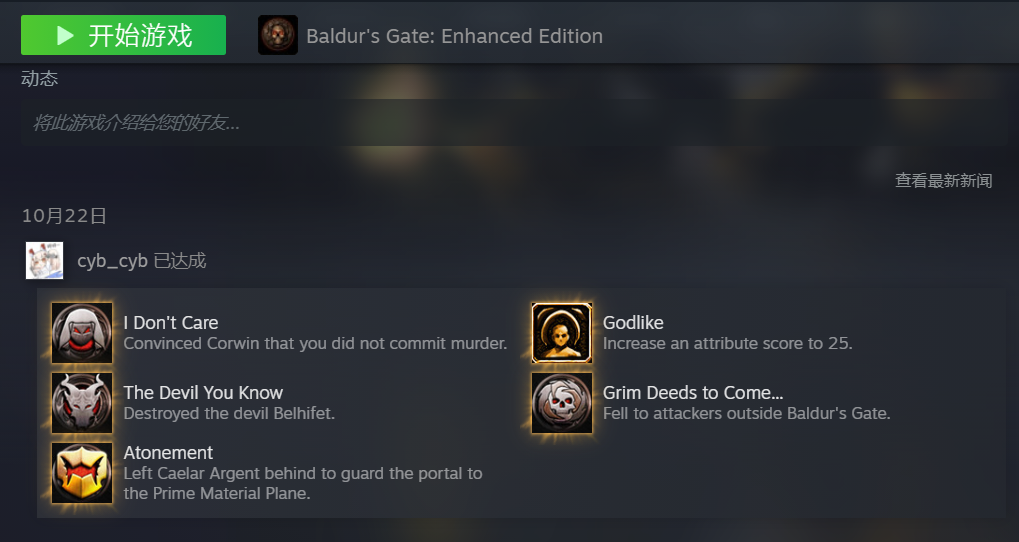 开始游戏
Baldur's Gate: Enhanced Edition
动态
将此游戏介绍给您的好友...
查看最新新闻
10月22日
cyb_cyb 已达成
I Don't Care
Convinced Corwin that you did not commit murder.
Godlike
Increase an attribute score to 25.
The Devil You Know
Destroyed the devil Belhifet.
Grim Deeds to Come...
Fell to attackers outside Baldur's Gate.
Atonement
Left Caelar Argent behind to guard the portal to
the Prime Material Plane.